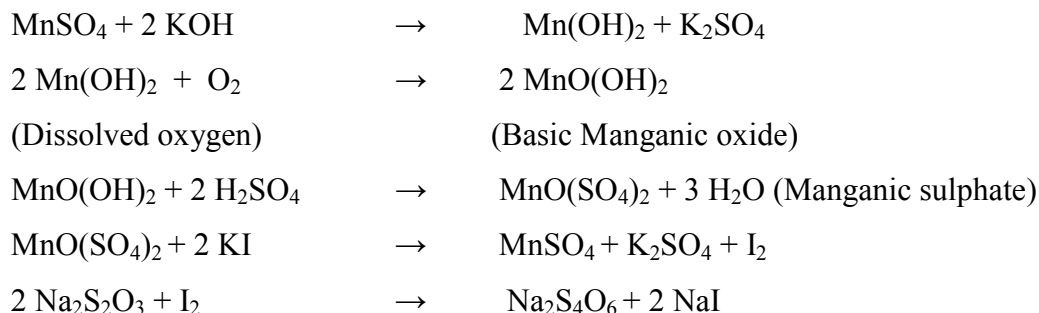 MnSO₄ + 2 KOH → Mn(OH)₂ + K₂SO₄
2 Mn(OH)₂ + O₂ → 2 MnO(OH)₂
(Dissolved oxygen) (Basic Manganic oxide)
MnO(OH)₂ + 2 H₂SO₄ → MnO(SO₄)₂ + 3 H₂O (Manganic sulphate)
MnO(SO₄)₂ + 2 KI → MnSO₄ + K₂SO₄ + I₂
2 Na₂S₂O₃ + I₂ → Na₂S₄O₆ + 2 NaI